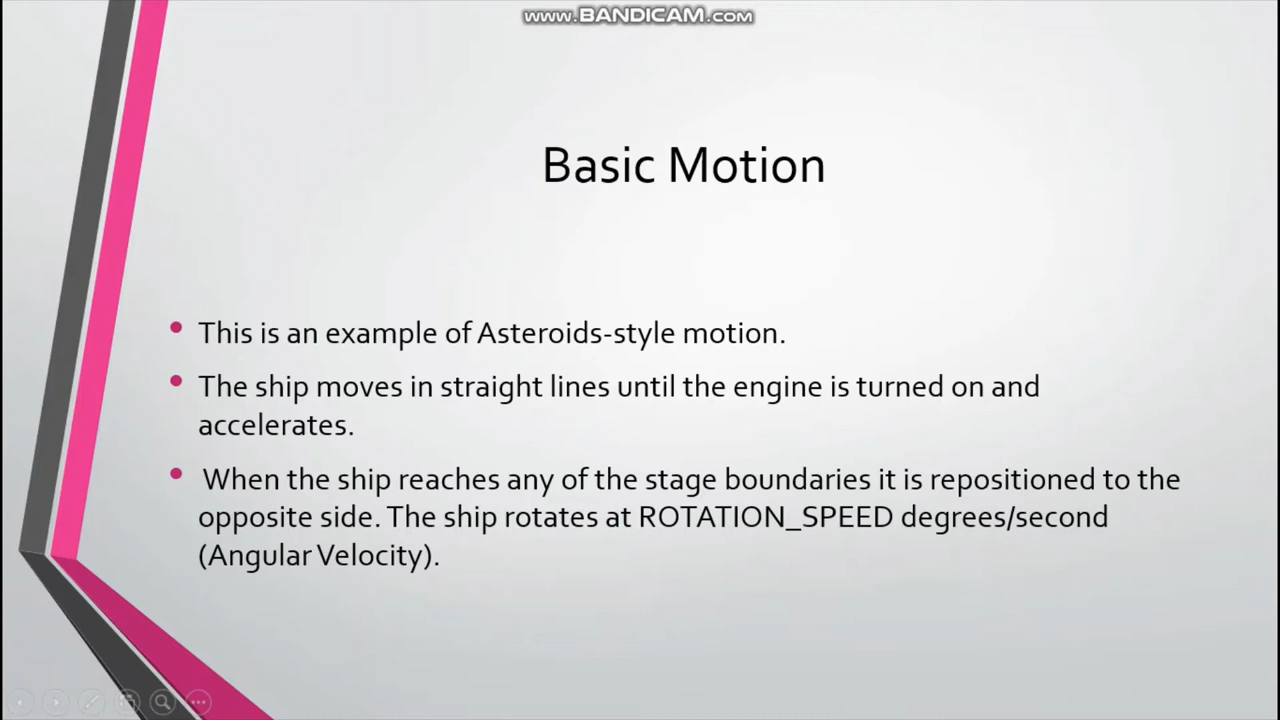 www.BANDICAM.com
Basic Motion
• This is an example of Asteroids-style motion.
• The ship moves in straight lines until the engine is turned on and
accelerates.
• When the ship reaches any of the stage boundaries it is repositioned to the
opposite side. The ship rotates at ROTATION_SPEED degrees/second
(Angular Velocity).